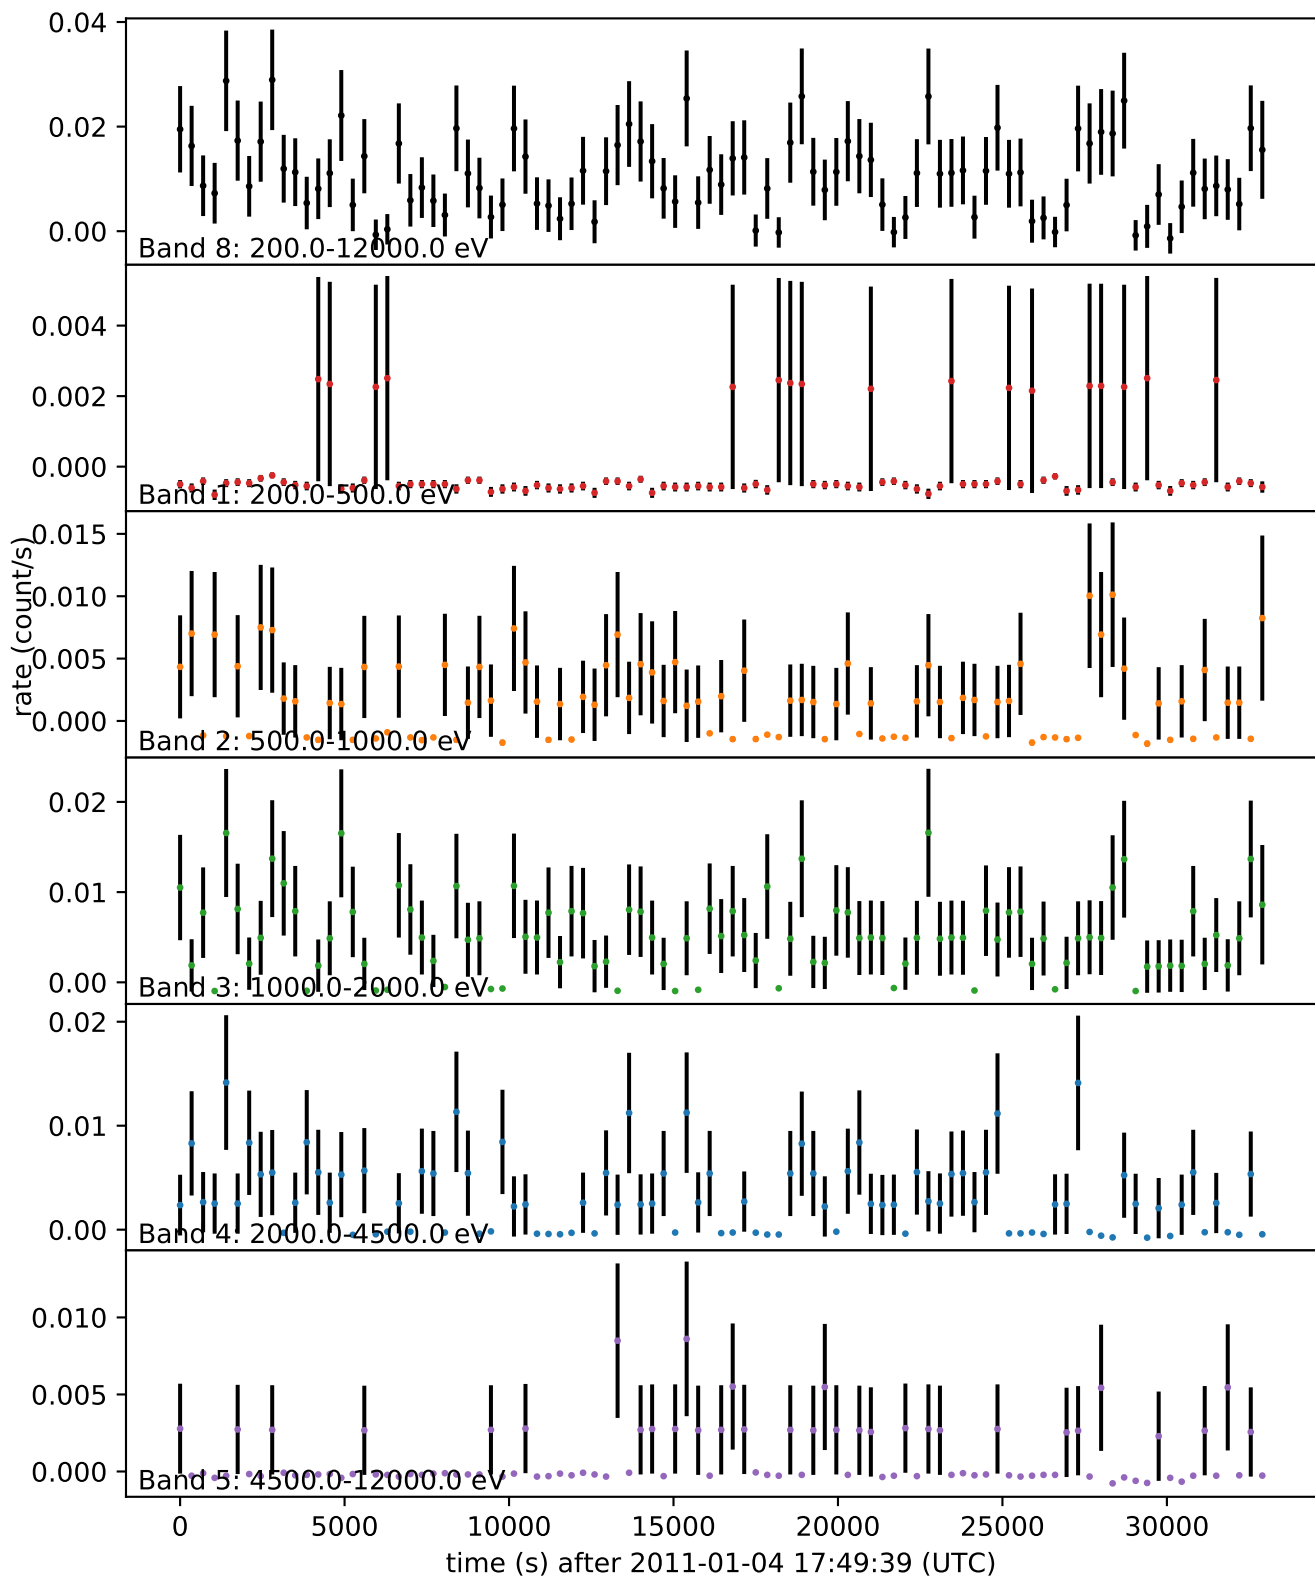 0.04
0.02
0.00
Band 8: 200.0-12000.0 eV
0.004
0.002
0.000
Band 1: 200.0-500.0 eV
rate (count/s)
0.015
0.010
0.005
0.000
Band 2: 500.0-1000.0 eV
0.02
0.01
0.00
Band 3: 1000.0-2000.0 eV
0.02
0.01
0.00
Band 4: 2000.0-4500.0 eV
0.010
0.005
0.000
Band 5: 4500.0-12000.0 eV
0 5000 10000 15000 20000 25000 30000
time (s) after 2011-01-04 17:49:39 (UTC)